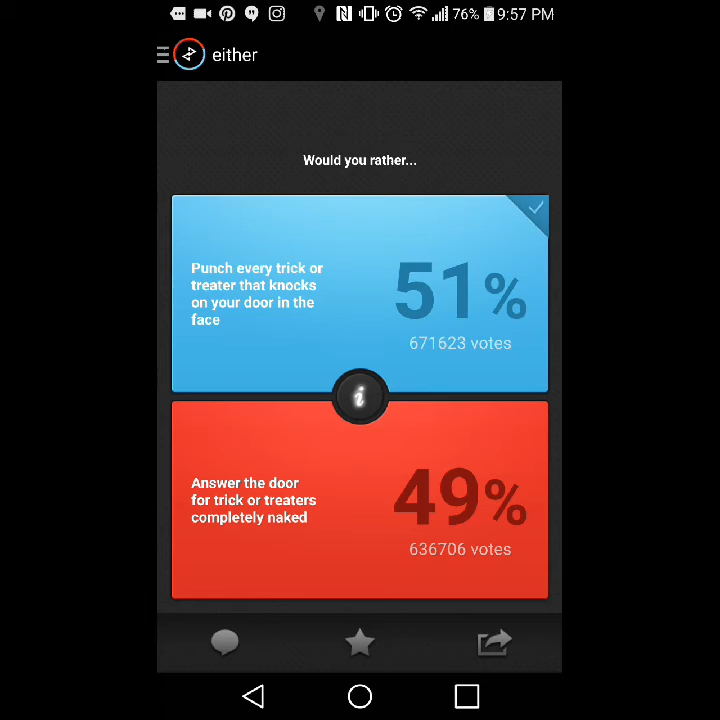 76% 9:57 PM
either
Would you rather...
Punch every trick or
treater that knocks
on your door in the
face
51%
671623 votes
i
Answer the door
for trick or treaters
completely naked
49%
636706 votes